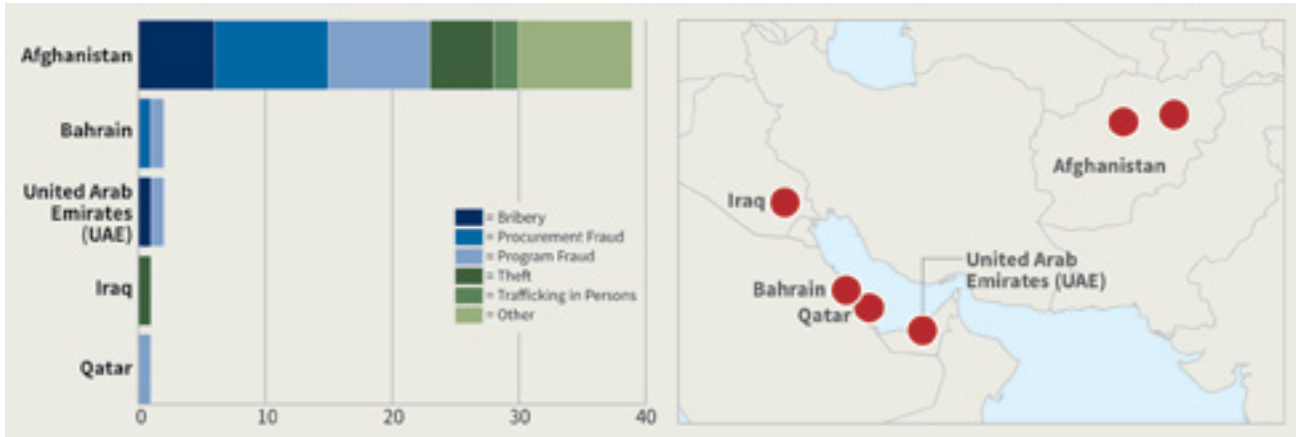 Afghanistan
Bahrain
United Arab
Emirates
(UAE)
Iraq
Qatar
0 10 20 30 40
= Bribery
= Procurement Fraud
= Program Fraud
= Theft
= Trafficking in Persons
= Other
Afghanistan
Iraq
United Arab
Emirates (UAE)
Bahrain
Qatar